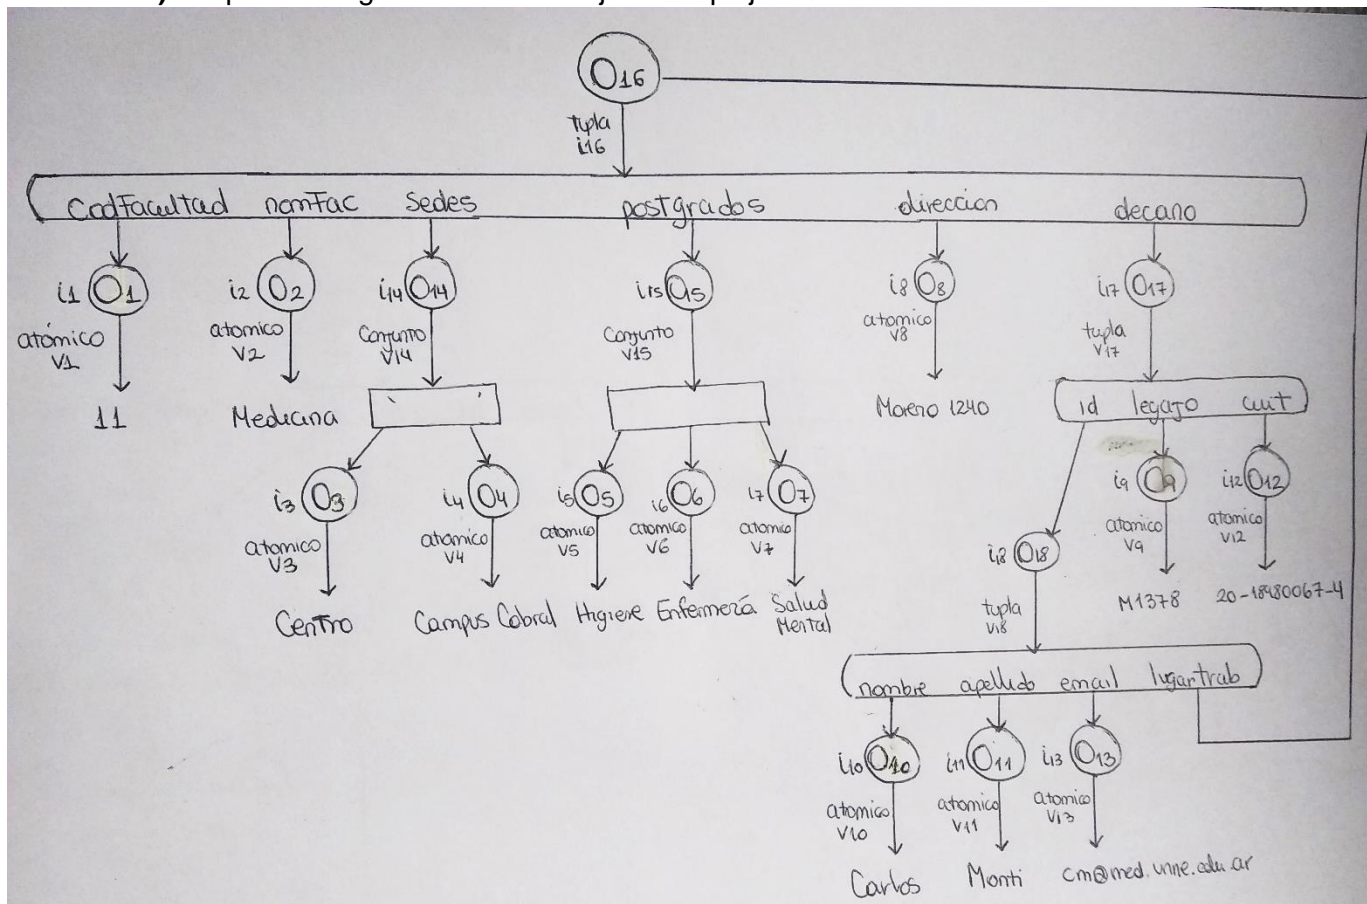 O16
tupla
i16
CodFacultad nomFac Sedes postgrados direccion decano
i1 O1 i2 O2 i14 O14 i15 O15 i8 O8 i17 O17
atómico
V1
atomico
V2
Conjunto
V14
Conjunto
V15
atomico
V8
tupla
V17
11 Medicina Moreno 1240
id legajo cuit
i3 O3 i4 O4 i5 O5 i6 O6 i7 O7 i9 O9 i12 O12
atomico
V3
atomico
V4
atomico
V5
atomico
V6
atomico
V7
atomico
V9
atomico
V12
i18 O18
tupla
V18
Centro Campus Cabral Higiene Enfermería Salud
Mental
M1378 20-18480067-4
nombre apellido email lugartrab
i10 O10 i11 O11 i13 O13
atomico
V10
atomico
V11
atomico
V13
Carlos Monti cm@med.unne.edu.ar